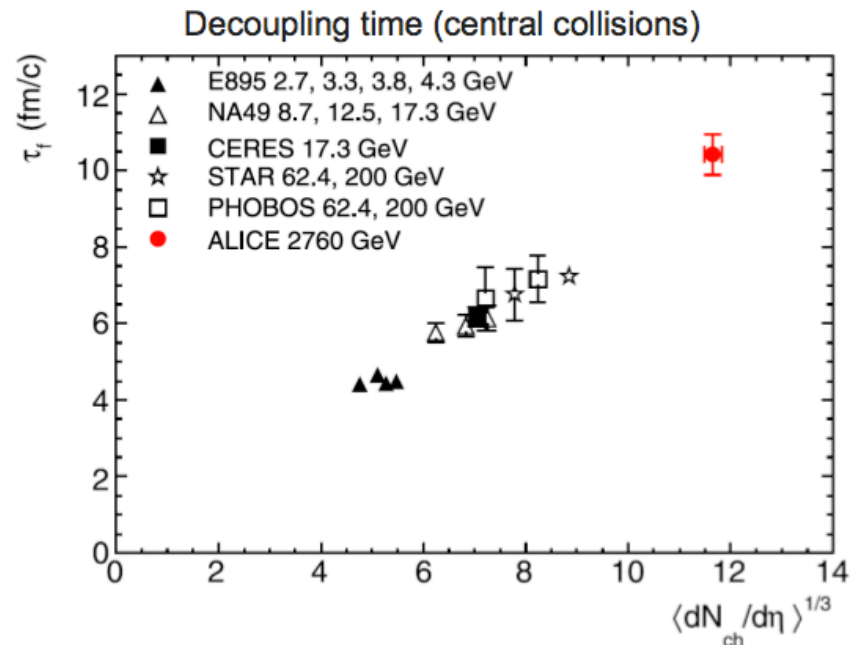 Decoupling time (central collisions)
τf (fm/c)
12
10
8
6
4
2
0
E895 2.7, 3.3, 3.8, 4.3 GeV
NA49 8.7, 12.5, 17.3 GeV
CERES 17.3 GeV
STAR 62.4, 200 GeV
PHOBOS 62.4, 200 GeV
ALICE 2760 GeV
0 2 4 6 8 10 12 14
⟨dNch/dη⟩1/3